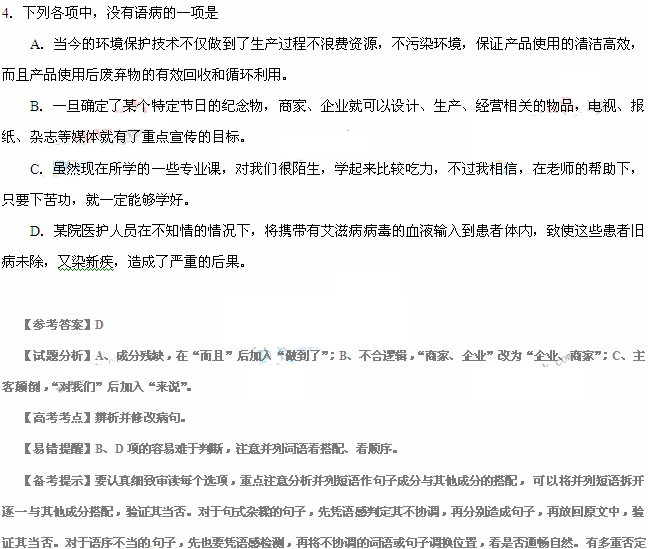 4．下列各项中，没有语病的一项是
A．当今的环境保护技术不仅做到了生产过程不浪费资源，不污染环境，保证产品使用的清洁高效，
而且产品使用后废弃物的有效回收和循环利用。
B．一旦确定了某个特定节日的纪念物，商家、企业就可以设计、生产、经营相关的物品，电视、报
纸、杂志等媒体就有了重点宣传的目标。
C．虽然现在所学的一些专业课，对我们很陌生，学起来比较吃力，不过我相信，在老师的帮助下，
只要下苦功，就一定能够学好。
D．某院医护人员在不知情的情况下，将携带有艾滋病病毒的血液输入到患者体内，致使这些患者旧
病未除，又染新疾，造成了严重的后果。
【参考答案】D
【试题分析】A、成分残缺，在“而且”后加入“做到了”；B、不合逻辑，“商家、企业”改为“企业、商家”；C、主
客颠倒，“对我们”后加入“来说”。
【高考考点】辨析并修改病句。
【易错提醒】B、D 项的容易难于判断，注意并列词语看搭配、看顺序。
【备考提示】要认真细致审读每个选项，重点注意分析并列短语作句子成分与其他成分的搭配，可以将并列短语拆开
逐一与其他成分搭配，验证其当否。对于句式杂糅的句子，先凭语感判定其不协调，再分别造成句子，再放回原文中，验
证其当否。对于语序不当的句子，先也要凭语感检测，再将不协调的词语或句子调换位置，看是否通畅自然。有多重否定